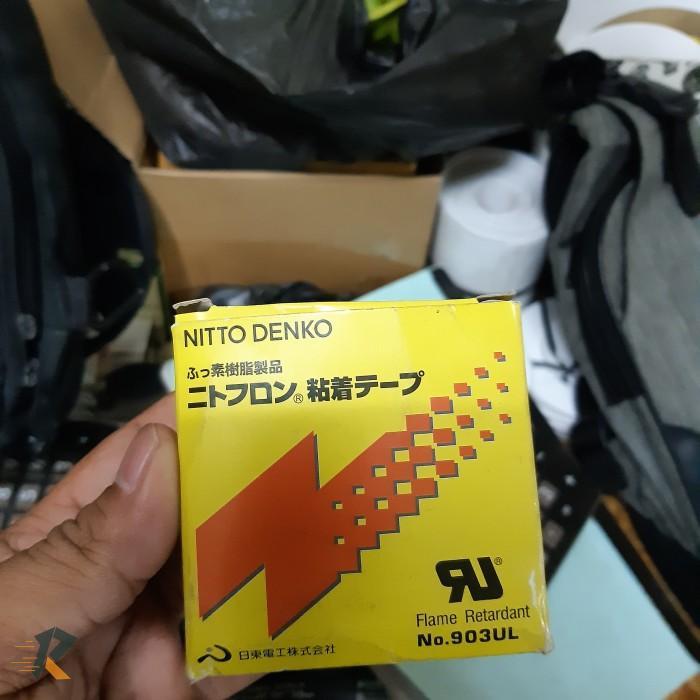 NITTO DENKO
ふっ素樹脂製品
ニトフロン® 粘着テープ
RU®
Flame Retardant
No.903UL
日東電工株式会社